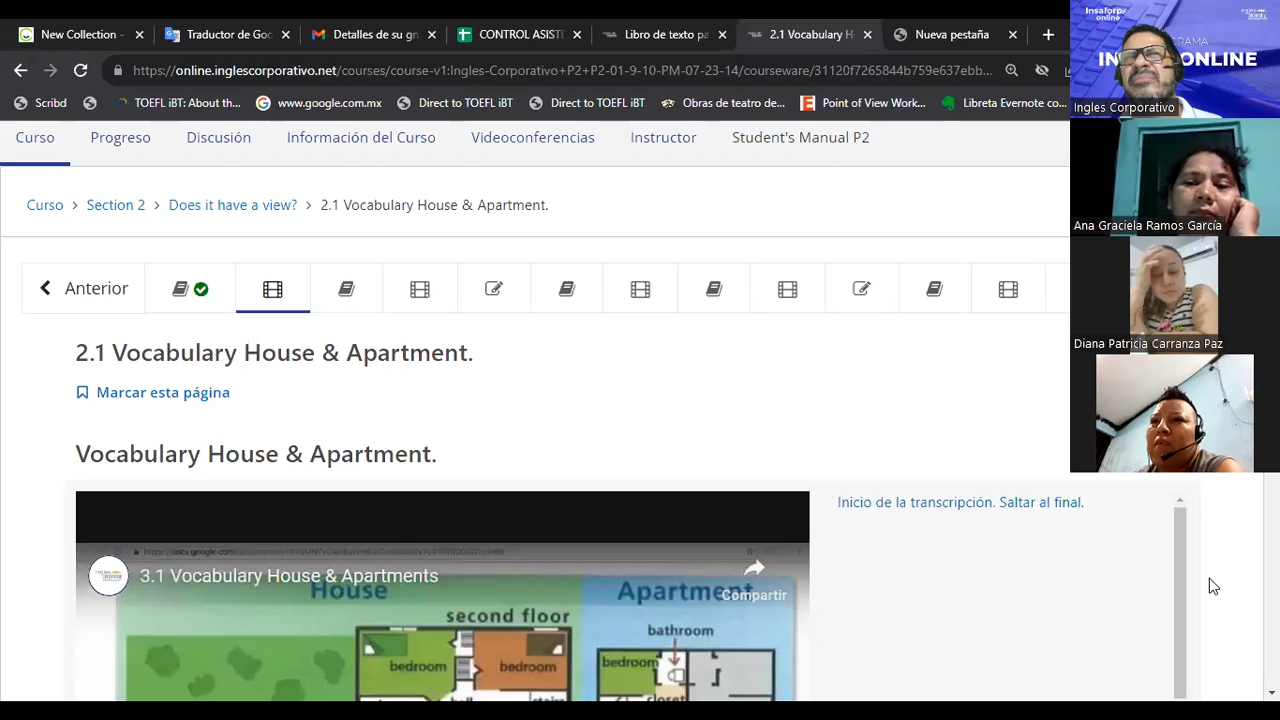 New Collection -
Traductor de Goo
Detalles de su a
CONTROL ASISTE
Libro de texto pa
2.1 Vocabulary H
Nueva pestaña
https://online.inglescorporativo.net/courses/course
+P2+P2-01-9-10-PM-07-23-14/courseware/31120f7265844b759e637ebb...
Scribd
TOEFL iBT: About th...
www.google.com
Direct to TOEFL iBT
Direct to TOEFL iBT
Obras de teatro de...
Point of View Work...
Libreta Evernote co
Curso
Progreso
Discusión
Información del Curso
Videoconferencias
Instructor
Student's Manual P2
Curso > Section 2 > Does it have a view? > 2.1 Vocabulary House & Apartment.
Anterior
2.1 Vocabulary House & Apartment.
Marcar esta página
Vocabulary House & Apartment.
Inicio de la transcripción. Saltar al final.
3.1 Vocabulary House & Apartments
Compartir
House
Apartment
second floor
bathroom
bedroom
bedroom
bedroom
closet
Insaforp
online
ONLINE
Ingles Corporativo
Ana Graciela Ramos García
Diana Patricia Carranza Paz